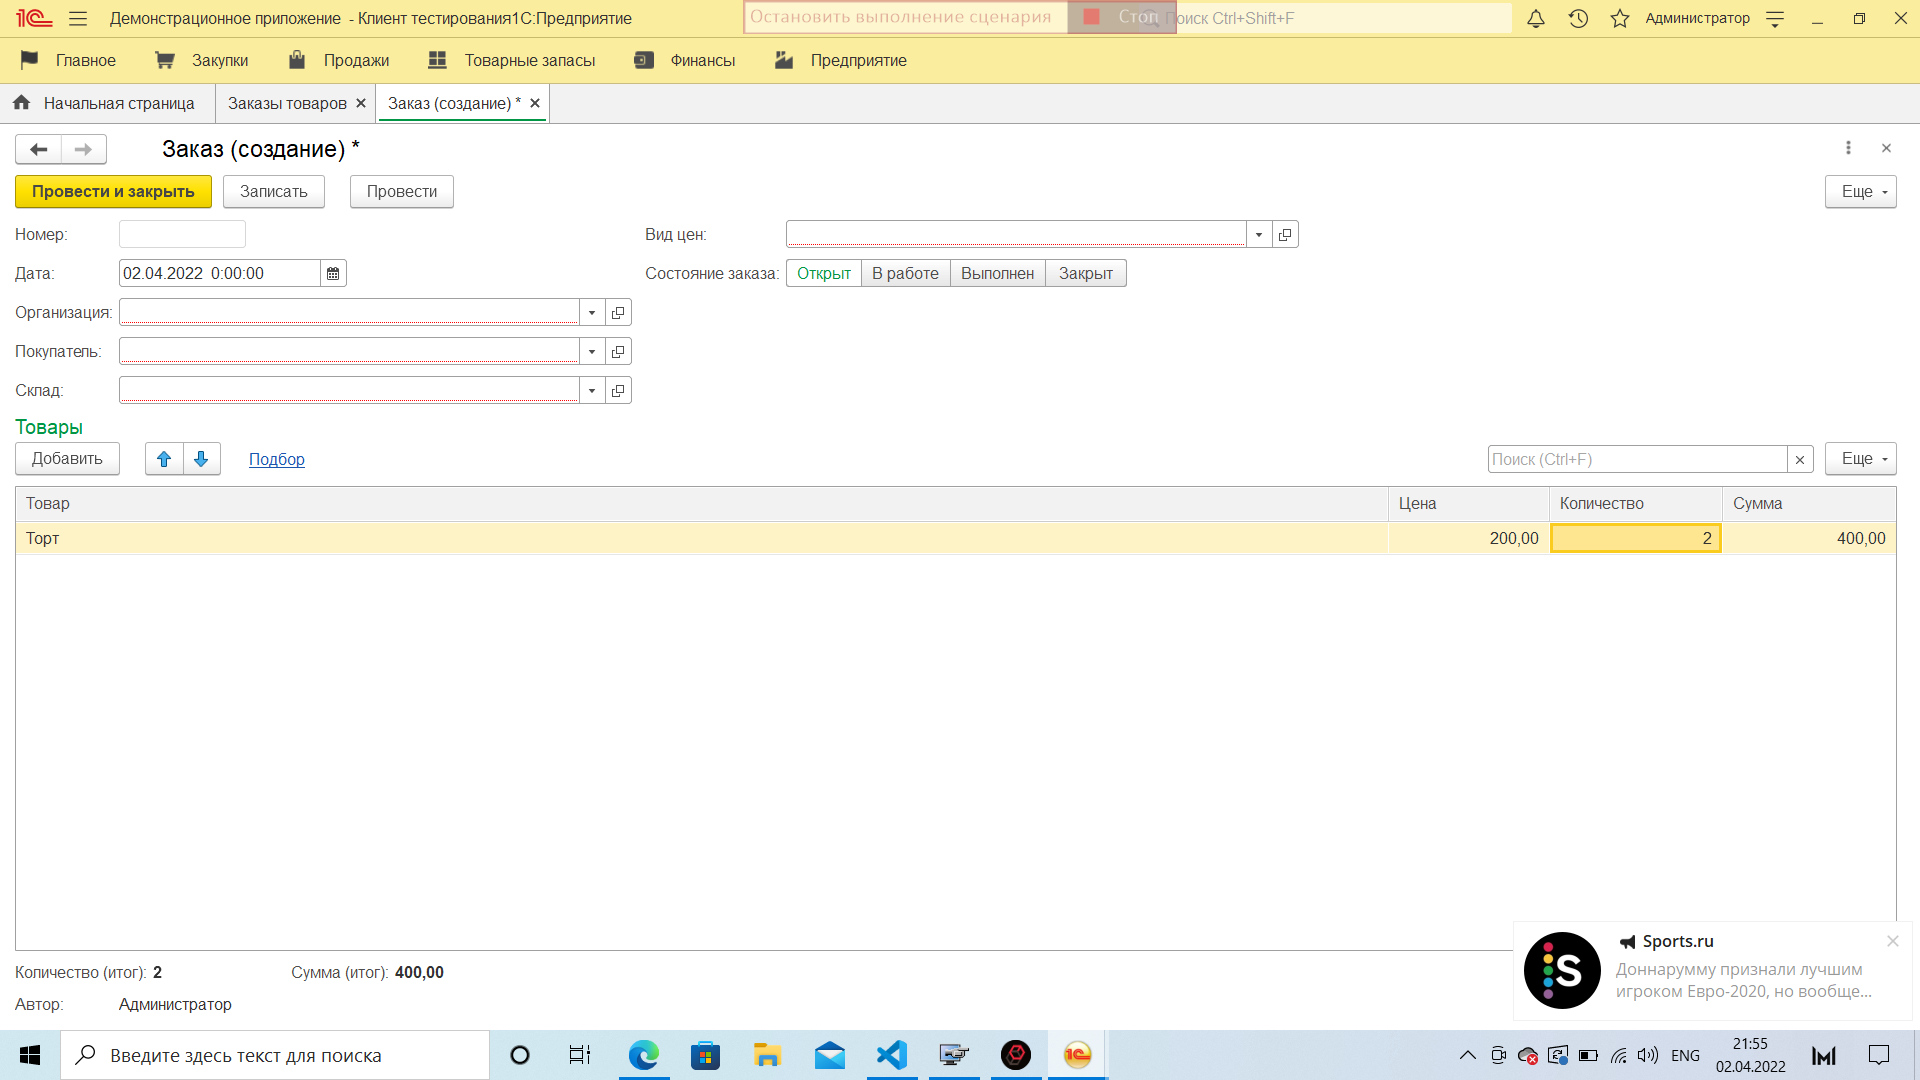 Демонстрационное приложение - Клиент тестирования1С:Предприятие
Остановить выполнение сценария Стоп
Поиск Ctrl+Shift+F
Администратор
Главное Закупки Продажи Товарные запасы Финансы Предприятие
Начальная страница Заказы товаров Заказ (создание) *
Заказ (создание) *
Провести и закрыть Записать Провести Еще
Номер: Вид цен:
Дата: 02.04.2022 0:00:00 Состояние заказа: Открыт В работе Выполнен Закрыт
Организация:
Покупатель:
Склад:
Товары
Добавить Подбор Поиск (Ctrl+F) Еще
Товар Цена Количество Сумма
Торт 200,00 2 400,00
Sports.ru
Доннарумму признали лучшим
игроком Евро-2020, но вообще...
Количество (итог): 2 Сумма (итог): 400,00
Автор: Администратор
Введите здесь текст для поиска
ENG
21:55
02.04.2022